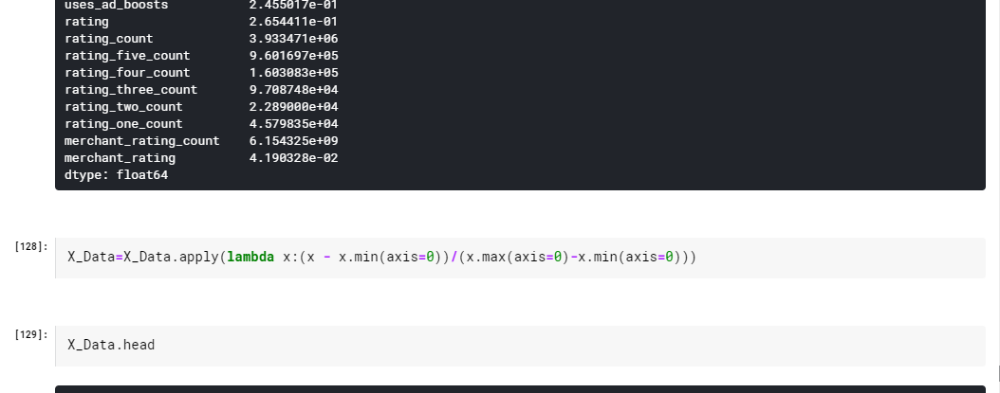 uses_ad_boosts 2.455017e-01
rating 2.654411e-01
rating_count 3.933471e+06
rating_five_count 9.601697e+05
rating_four_count 1.603083e+05
rating_three_count 9.708748e+04
rating_two_count 2.289000e+04
rating_one_count 4.579835e+04
merchant_rating_count 6.154325e+09
merchant_rating 4.190328e-02
dtype: float64
[128]: X_Data=X_Data.apply(lambda x:(x - x.min(axis=0))/(x.max(axis=0)-x.min(axis=0)))
[129]: X_Data.head